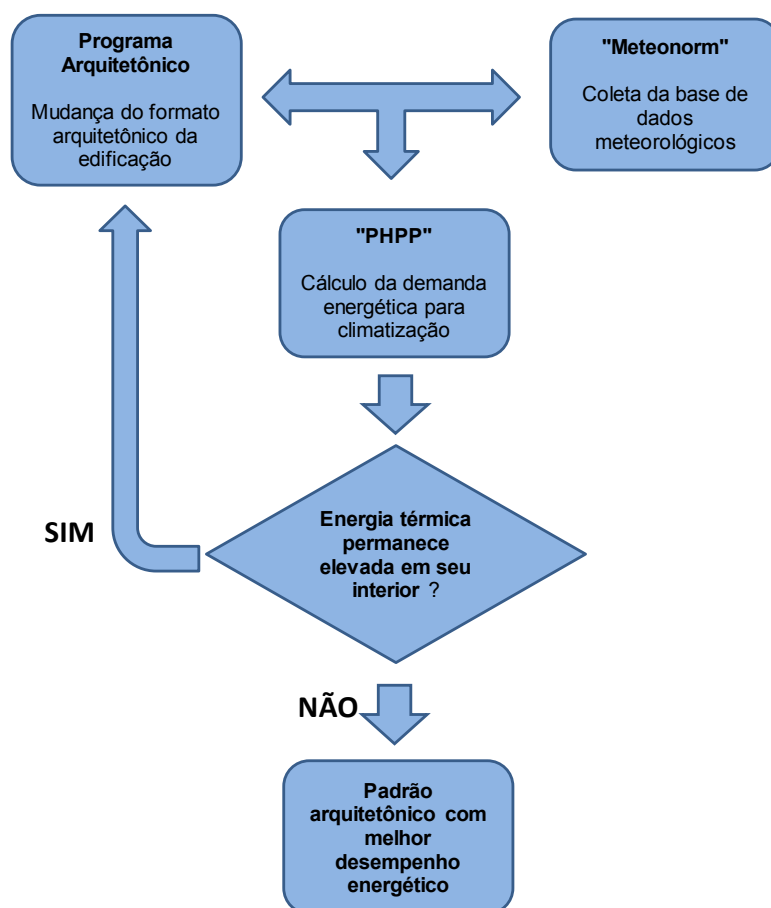 Programa
Arquitetônico
Mudança do formato
arquitetônico da
edificação
"Meteonorm"
Coleta da base de
dados
meteorológicos
"PHPP"
Cálculo da demanda
energética para
climatização
Energia térmica
permanece
elevada em seu
interior ?
SIM
NÃO
Padrão
arquitetônico com
melhor
desempenho
energético